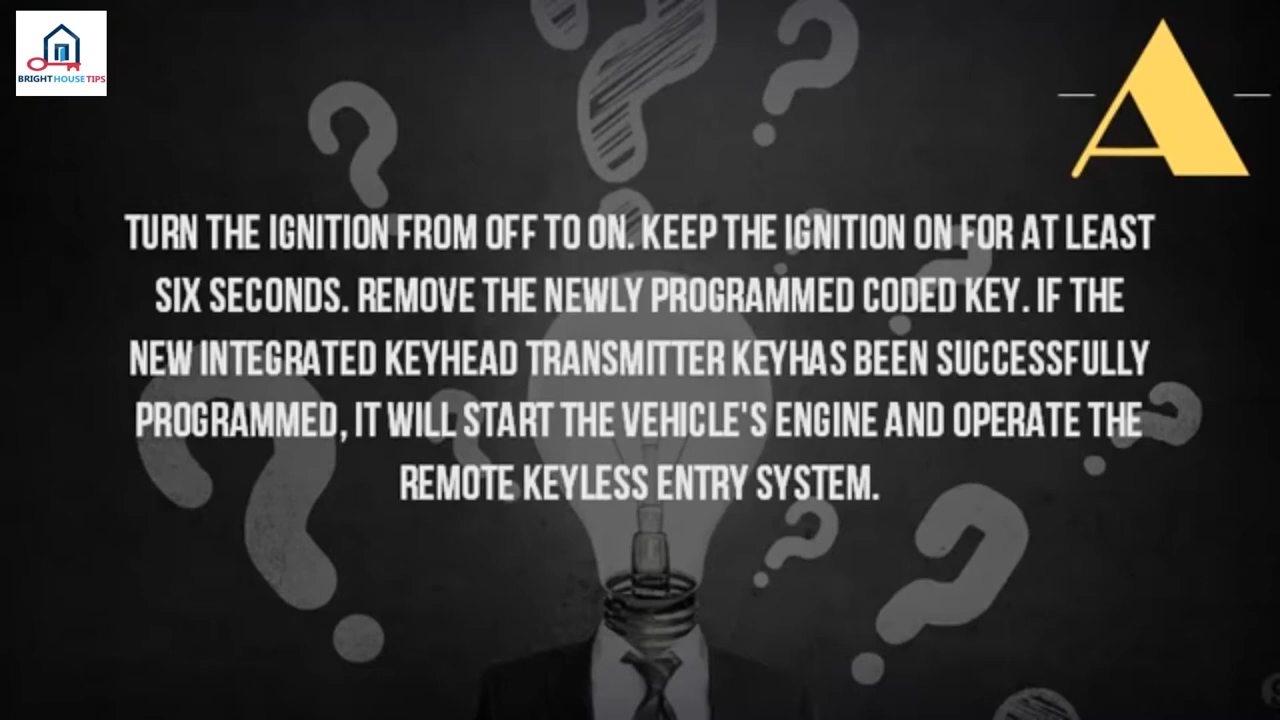 BRIGHT HOUSE TIPS
A
TURN THE IGNITION FROM OFF TO ON. KEEP THE IGNITION ON FOR AT LEAST
SIX SECONDS. REMOVE THE NEWLY PROGRAMMED CODED KEY. IF THE
NEW INTEGRATED KEYHEAD TRANSMITTER KEYHAS BEEN SUCCESSFULLY
PROGRAMMED, IT WILL START THE VEHICLE'S ENGINE AND OPERATE THE
REMOTE KEYLESS ENTRY SYSTEM.